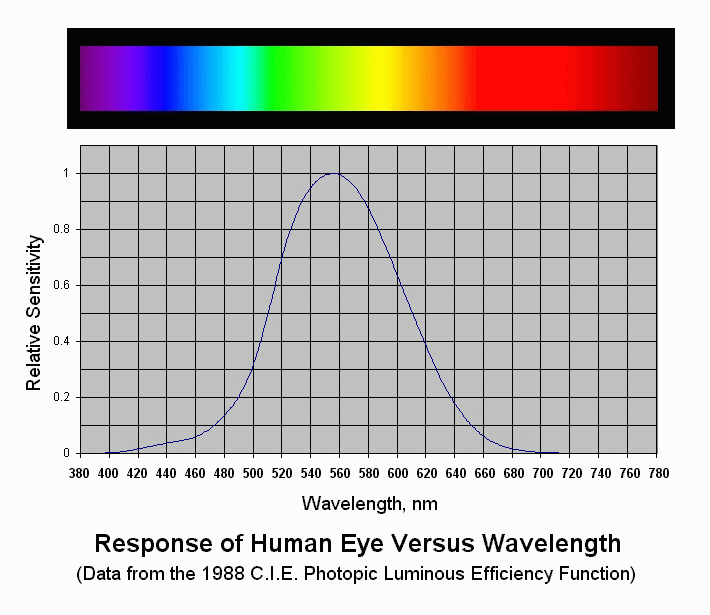 1
0.8
0.6
0.4
0.2
0
Relative Sensitivity
380 400 420 440 460 480 500 520 540 560 580 600 620 640 660 680 700 720 740 760 780
Wavelength, nm
Response of Human Eye Versus Wavelength
(Data from the 1988 C.I.E. Photopic Luminous Efficiency Function)